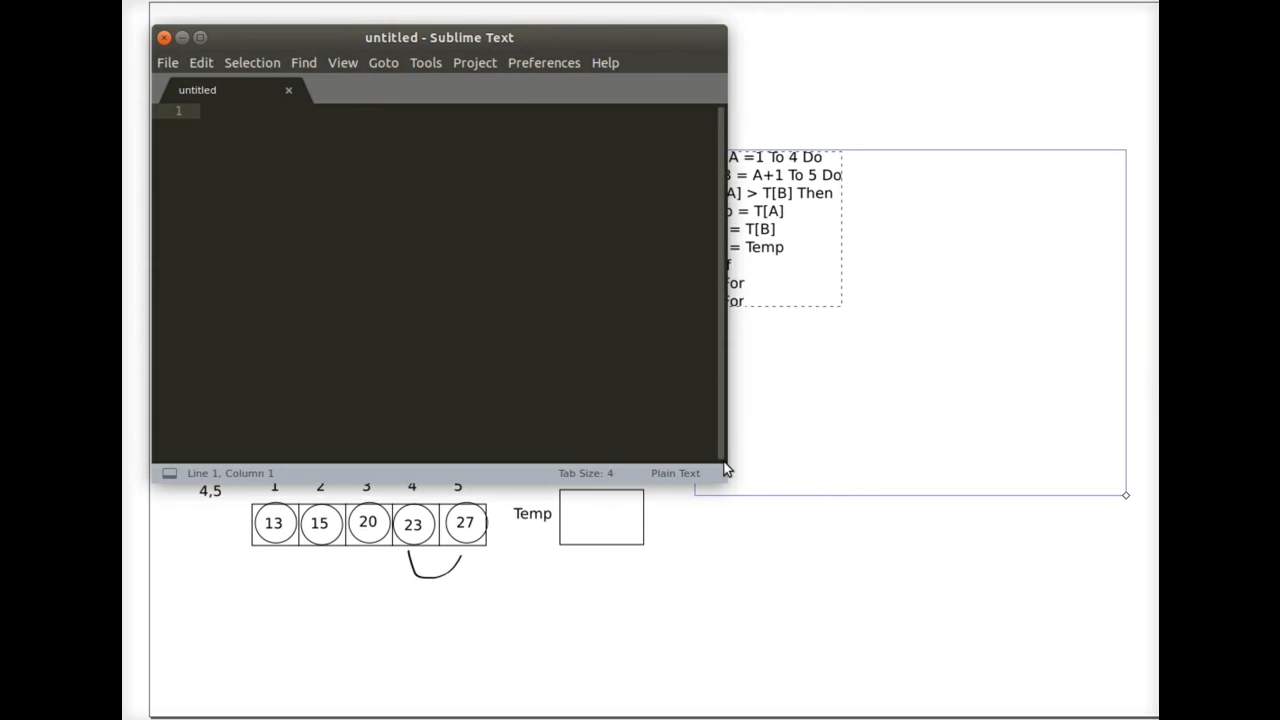 untitled - Sublime Text
File Edit Selection Find View Goto Tools Project Preferences Help
untitled ×
1
A =1 To 4 Do
= A+1 To 5 Do
A] > T[B] Then
= T[A]
= T[B]
= Temp
For
For
Line 1, Column 1 Tab Size: 4 Plain Text
4,5 1 2 3 4 5
13 15 20 23 27 Temp